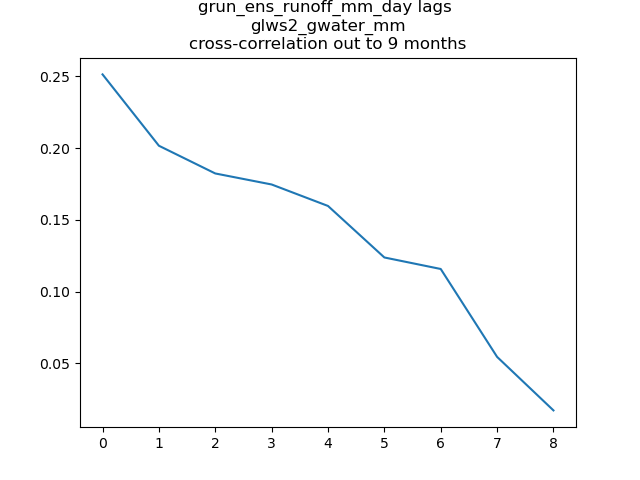 grun_ens_runoff_mm_day lags
glws2_gwater_mm
cross-correlation out to 9 months
0.25
0.20
0.15
0.10
0.05
0 1 2 3 4 5 6 7 8